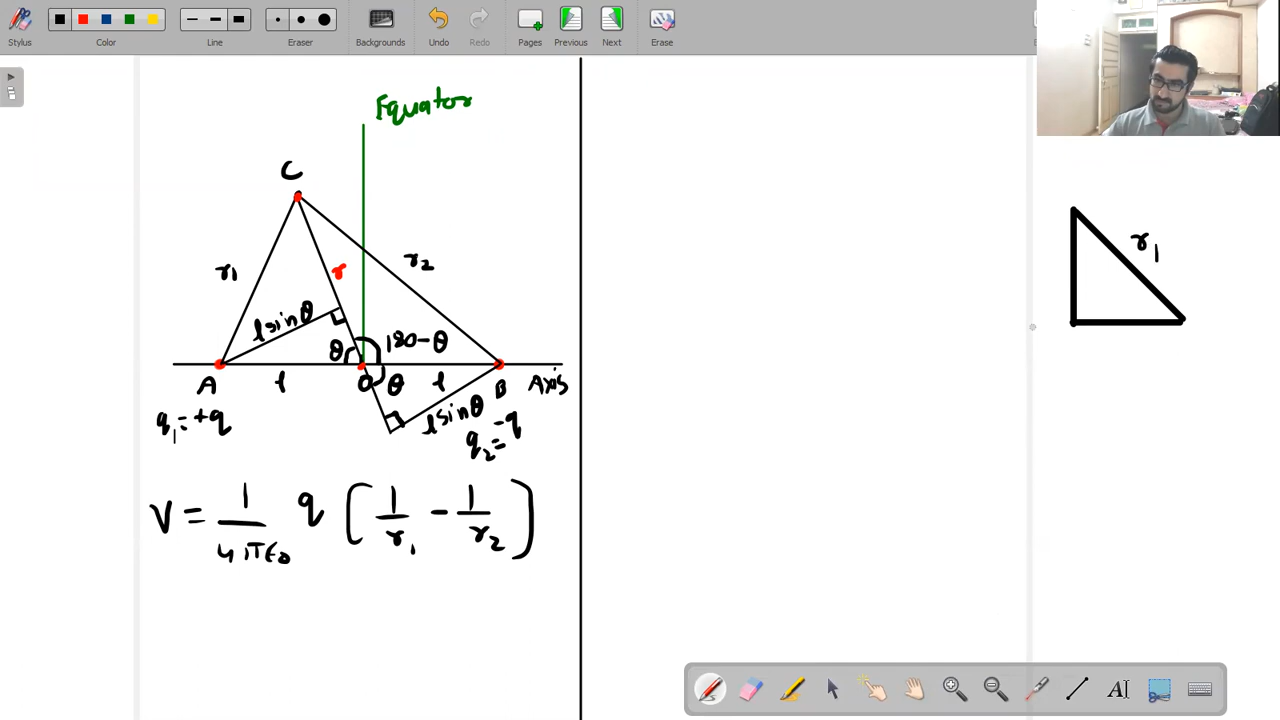 Stylus
Color
Line
Eraser
Backgrounds
Undo
Redo
Pages
Previous
Next
Erase
Equator
C
r₁
r
r₂
l sinθ
θ
180-θ
A
l
O
θ
l
B
Axis
q₁=+q
l sinθ
q₂=-q
V = 1/4πε₀ q [1/r₁ - 1/r₂]
r₁
AI